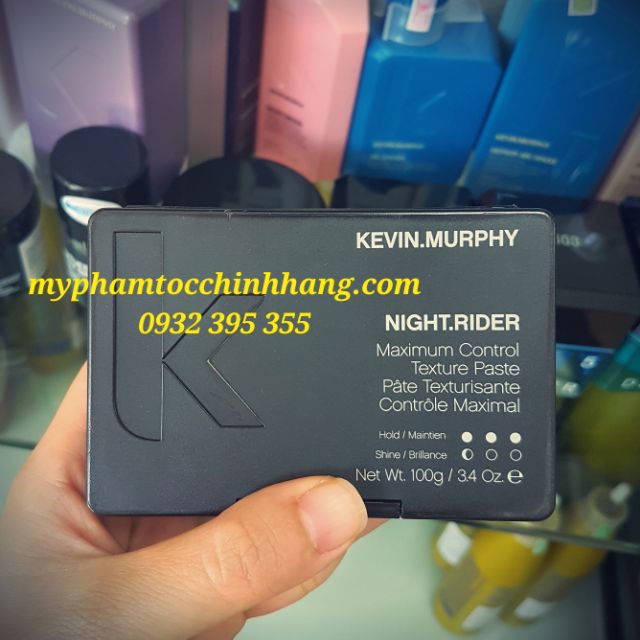 KEVIN.MURPHY
myphamtocchinhhang.com
0932 395 355
NIGHT.RIDER
Maximum Control
Texture Paste
Pâte Texturisante
Contrôle Maximal
Hold / Maintien
Shine / Brillance
Net Wt. 100g / 3.4 Oz. e